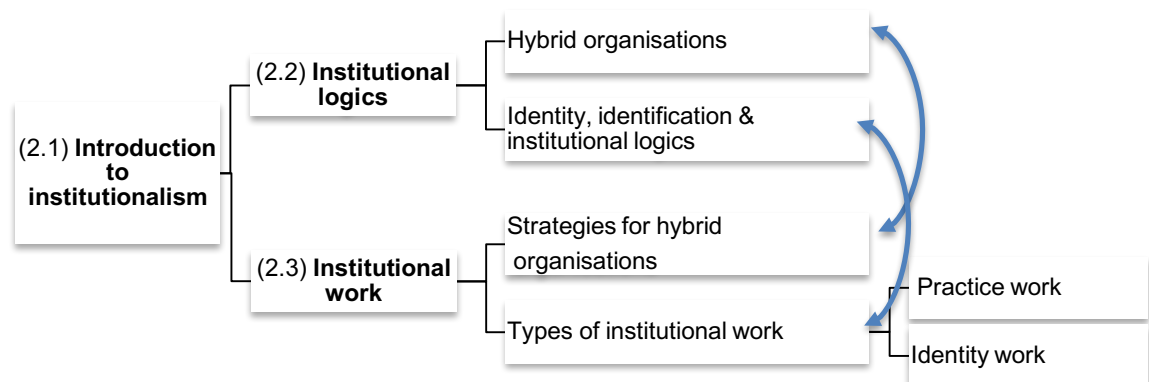 (2.1) Introduction
to
institutionalism
(2.2) Institutional
logics
Hybrid organisations
Identity, identification &
institutional logics
(2.3) Institutional
work
Strategies for hybrid
organisations
Types of institutional work
Practice work
Identity work